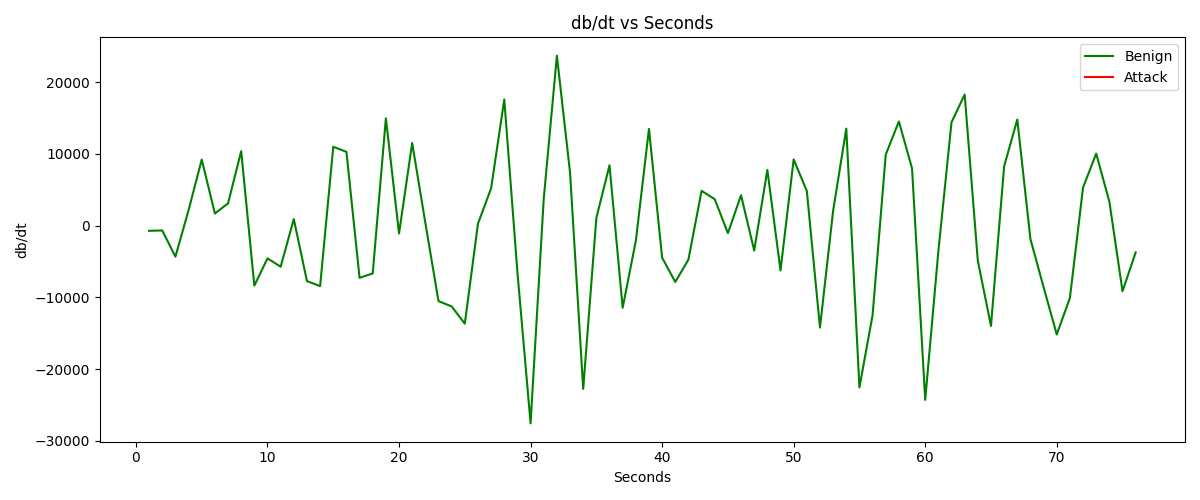 db/dt vs Seconds
Benign
Attack
20000
10000
0
−10000
−20000
−30000
db/dt
0 10 20 30 40 50 60 70
Seconds